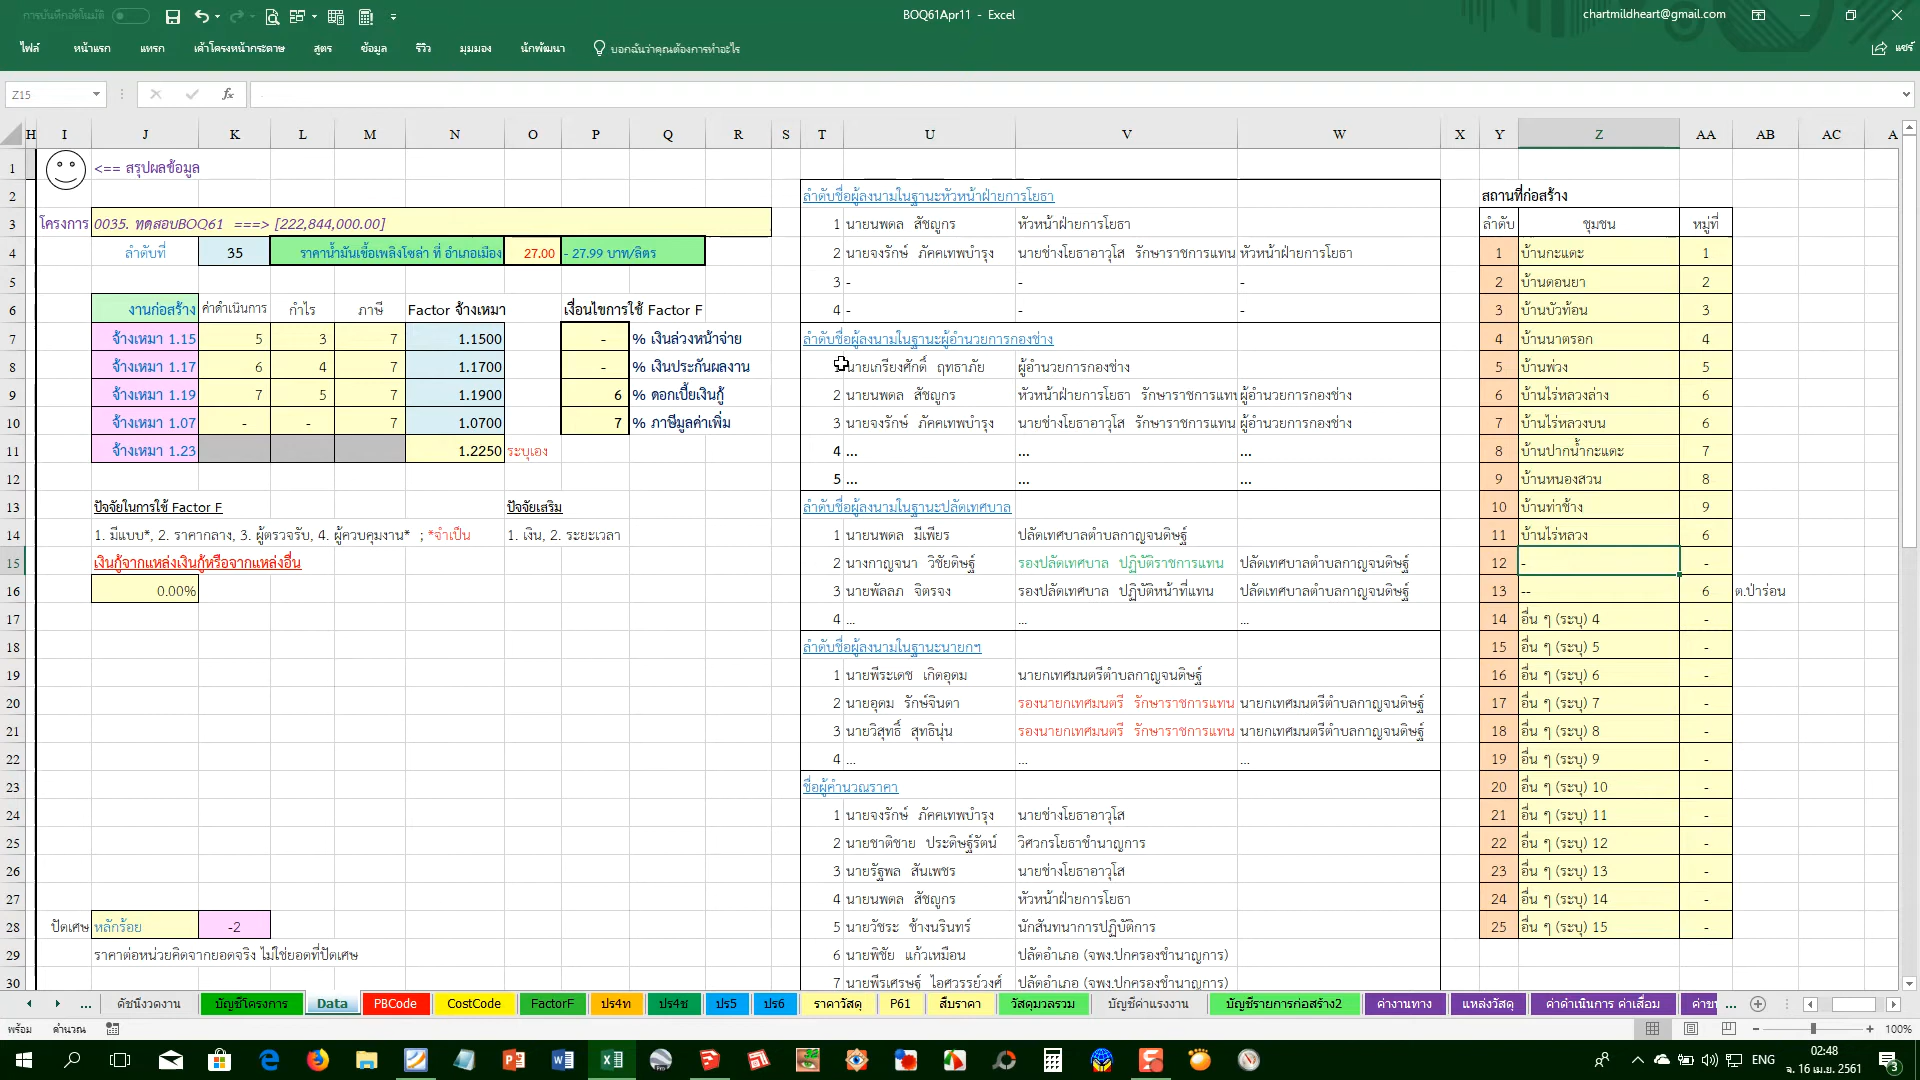 การบันทึกอัตโนมัติ
BOQ61Apr11 - Excel
chartmildheart@gmail.com
ไฟล์ หน้าแรก แทรก เค้าโครงหน้ากระดาษ สูตร ข้อมูล รีวิว มุมมอง นักพัฒนา บอกฉันว่าคุณต้องการทำอะไร แชร์
Z15 fx
H I J K L M N O P Q R S T U V W X Y Z AA AB AC A
1 <== สรุปผลข้อมูล
2 ลำดับชื่อผู้ลงนามในฐานะหัวหน้าฝ่ายการโยธา สถานที่ก่อสร้าง
3 โครงการ 0035. ทดสอบBOQ61 ===> [222,844,000.00] 1 นายนพดล สัชญุกร หัวหน้าฝ่ายการโยธา ลำดับ ชุมชน หมู่ที่
4 ลำดับที่ 35 ราคาน้ำมันเชื้อเพลิงโซล่า ที่ อำเภอเมือง 27.00 - 27.99 บาท/ลิตร 2 นายจงรักษ์ ภัคคเทพบำรุง นายช่างโยธาอาวุโส รักษาราชการแทน หัวหน้าฝ่ายการโยธา 1 บ้านกะแดะ 1
5 3 - - - 2 บ้านดอนยา 2
6 งานก่อสร้าง ค่าดำเนินการ กำไร ภาษี Factor จ้างเหมา เงื่อนไขการใช้ Factor F 4 - - - 3 บ้านบัวท้อน 3
7 จ้างเหมา 1.15 5 3 7 1.1500 - % เงินล่วงหน้าจ่าย ลำดับชื่อผู้ลงนามในฐานะผู้อำนวยการกองช่าง 4 บ้านนาตรอก 4
8 จ้างเหมา 1.17 6 4 7 1.1700 - % เงินประกันผลงาน นายเกรียงศักดิ์ ฤทธาภัย ผู้อำนวยการกองช่าง 5 บ้านพ่วง 5
9 จ้างเหมา 1.19 7 5 7 1.1900 6 % ดอกเบี้ยเงินกู้ 2 นายนพดล สัชญุกร หัวหน้าฝ่ายการโยธา รักษาราชการแทน ผู้อำนวยการกองช่าง 6 บ้านไร่หลวงล่าง 6
10 จ้างเหมา 1.07 - - 7 1.0700 7 % ภาษีมูลค่าเพิ่ม 3 นายจงรักษ์ ภัคคเทพบำรุง นายช่างโยธาอาวุโส รักษาราชการแทน ผู้อำนวยการกองช่าง 7 บ้านไร่หลวงบน 6
11 จ้างเหมา 1.23 1.2250 ระบุเอง 4 ... ... ... 8 บ้านปากน้ำกะแดะ 7
12 5 ... ... ... 9 บ้านหนองสวน 8
13 ปัจจัยในการใช้ Factor F ปัจจัยเสริม ลำดับชื่อผู้ลงนามในฐานะปลัดเทศบาล 10 บ้านท่าช้าง 9
14 1. มีแบบ*, 2. ราคากลาง, 3. ผู้ตรวจรับ, 4. ผู้ควบคุมงาน* ; *จำเป็น 1. เงิน, 2. ระยะเวลา 1 นายนพดล มีเพียร ปลัดเทศบาลตำบลกาญจนดิษฐ์ 11 บ้านไร่หลวง 6
15 เงินกู้จากแหล่งเงินกู้หรือจากแหล่งอื่น 2 นางกาญจนา วิชัยดิษฐ์ รองปลัดเทศบาล ปฏิบัติราชการแทน ปลัดเทศบาลตำบลกาญจนดิษฐ์ 12 - -
16 0.00% 3 นายพัลลภ จิตรจง รองปลัดเทศบาล ปฏิบัติหน้าที่แทน ปลัดเทศบาลตำบลกาญจนดิษฐ์ 13 -- 6 ต.ป่าร่อน
17 4 ... ... ... 14 อื่น ๆ (ระบุ) 4 -
18 ลำดับชื่อผู้ลงนามในฐานะนายกฯ 15 อื่น ๆ (ระบุ) 5 -
19 1 นายพีระเดช เกิดอุดม นายกเทศมนตรีตำบลกาญจนดิษฐ์ 16 อื่น ๆ (ระบุ) 6 -
20 2 นายอุดม รักษ์จินดา รองนายกเทศมนตรี รักษาราชการแทน นายกเทศมนตรีตำบลกาญจนดิษฐ์ 17 อื่น ๆ (ระบุ) 7 -
21 3 นายวิสุทธิ์ สุทธินุ่น รองนายกเทศมนตรี รักษาราชการแทน นายกเทศมนตรีตำบลกาญจนดิษฐ์ 18 อื่น ๆ (ระบุ) 8 -
22 4 ... ... ... 19 อื่น ๆ (ระบุ) 9 -
23 ชื่อผู้คำนวณราคา 20 อื่น ๆ (ระบุ) 10 -
24 1 นายจงรักษ์ ภัคคเทพบำรุง นายช่างโยธาอาวุโส 21 อื่น ๆ (ระบุ) 11 -
25 2 นายชาติชาย ประดิษฐ์รัตน์ วิศวกรโยธาชำนาญการ 22 อื่น ๆ (ระบุ) 12 -
26 3 นายรัฐพล สันเพชร นายช่างโยธาอาวุโส 23 อื่น ๆ (ระบุ) 13 -
27 4 นายนพดล สัชญุกร หัวหน้าฝ่ายการโยธา 24 อื่น ๆ (ระบุ) 14 -
28 ปัดเศษ หลักร้อย -2 5 นายวัชระ ช้างนรินทร์ นักสันทนาการปฏิบัติการ 25 อื่น ๆ (ระบุ) 15 -
29 ราคาต่อหน่วยคิดจากยอดจริง ไม่ใช่ยอดที่ปัดเศษ 6 นายพิชัย แก้วเหมือน ปลัดอำเภอ (จพง.ปกครองชำนาญการ)
30 7 นายพีรเศรษฐ์ ไอศวรรย์วงศ์ ปลัดอำเภอ (จพง.ปกครองชำนาญการ)
... ดัชนีงวดงาน บัญชีโครงการ Data PBCode CostCode FactorF ปร4ท ปร4ช ปร5 ปร6 ราคาวัสดุ P61 สืบราคา วัสดุมวลรวม บัญชีค่าแรงงาน บัญชีรายการก่อสร้าง2 ค่างานทาง แหล่งวัสดุ ค่าดำเนินการ ค่าเสื่อม ค่าข ...
พร้อม คำนวณ 100%
ENG 02:48
จ. 16 เม.ย. 2561 3